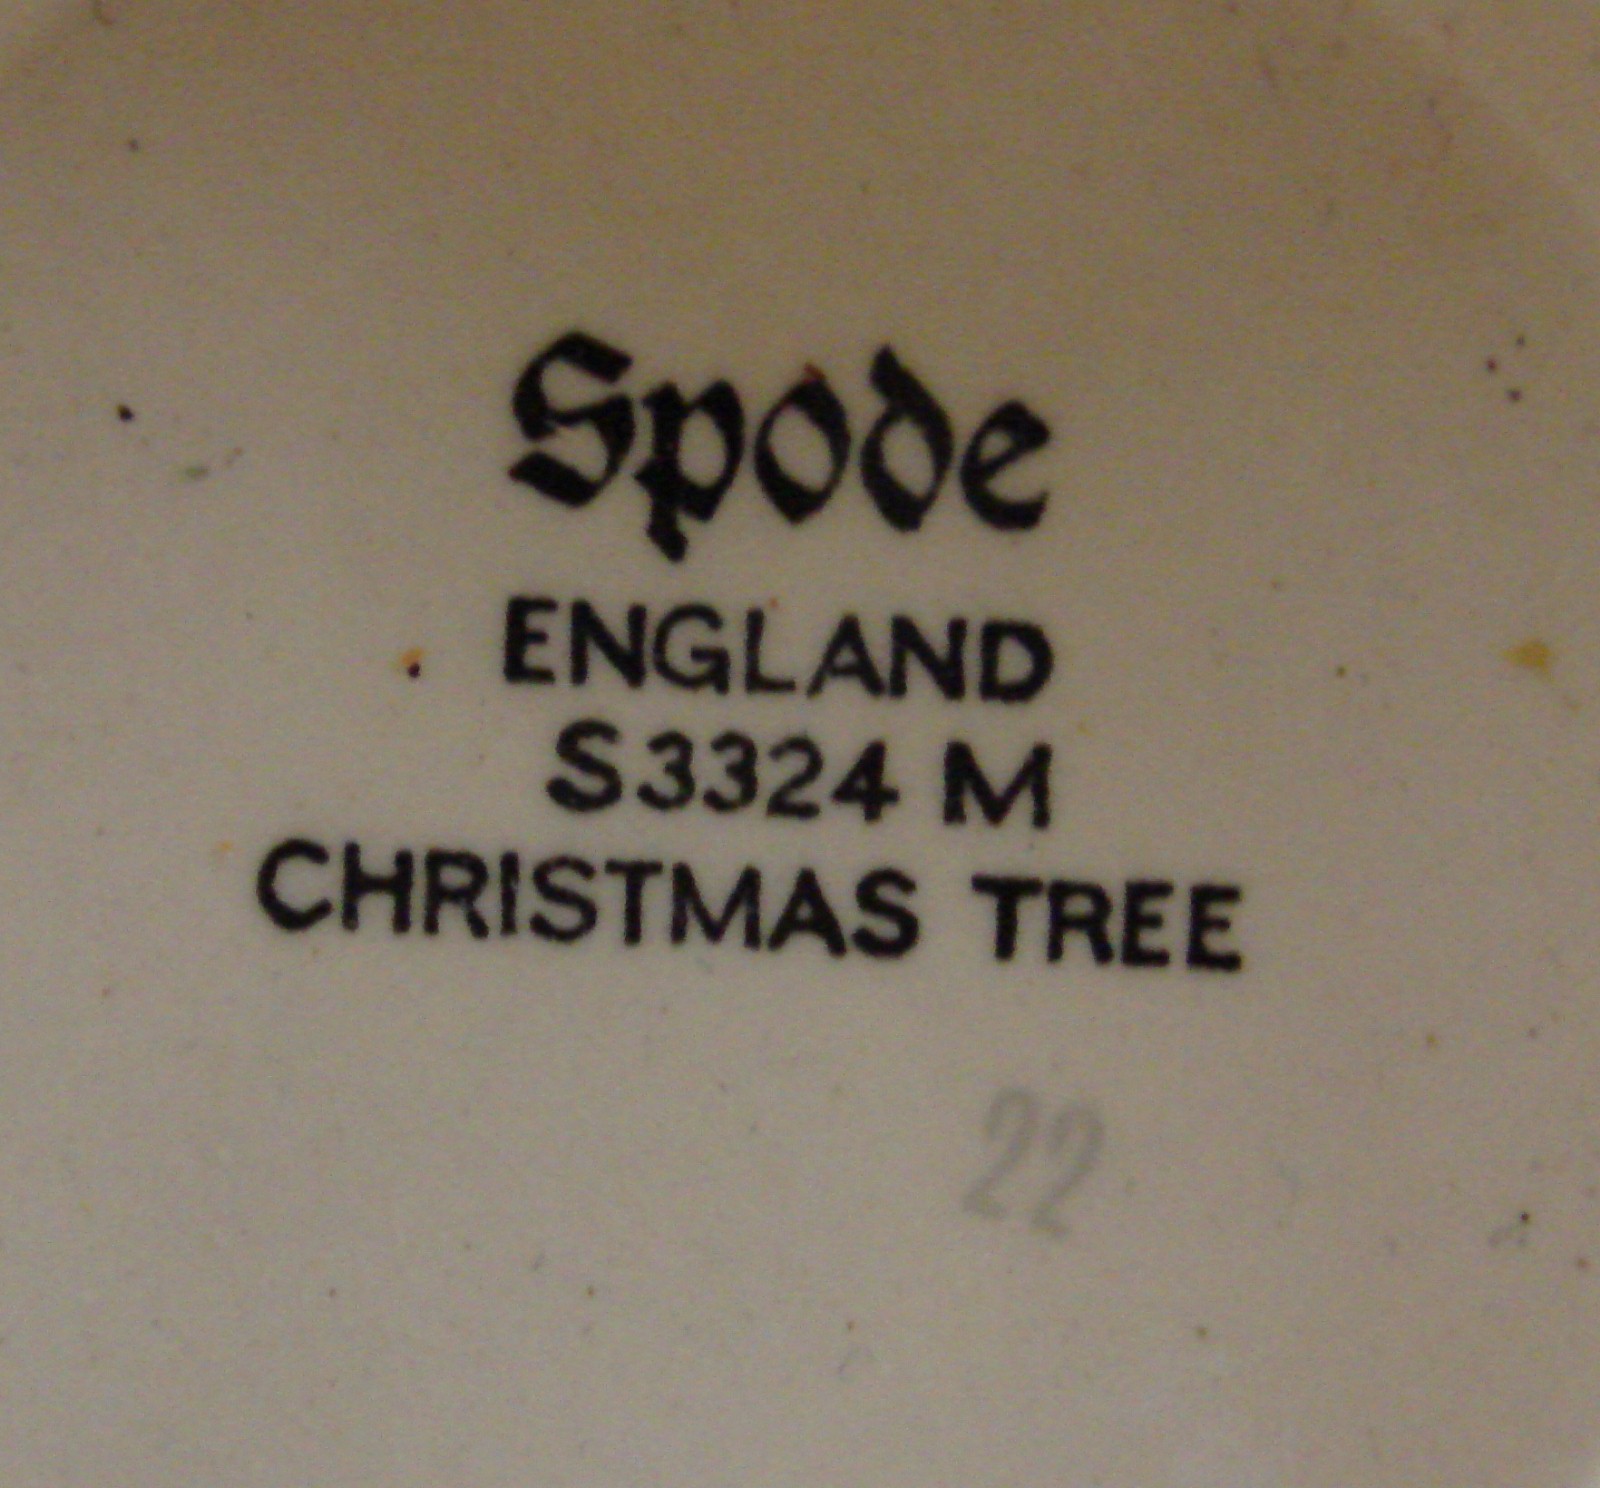 Spode
ENGLAND
S3324 M
CHRISTMAS TREE
22